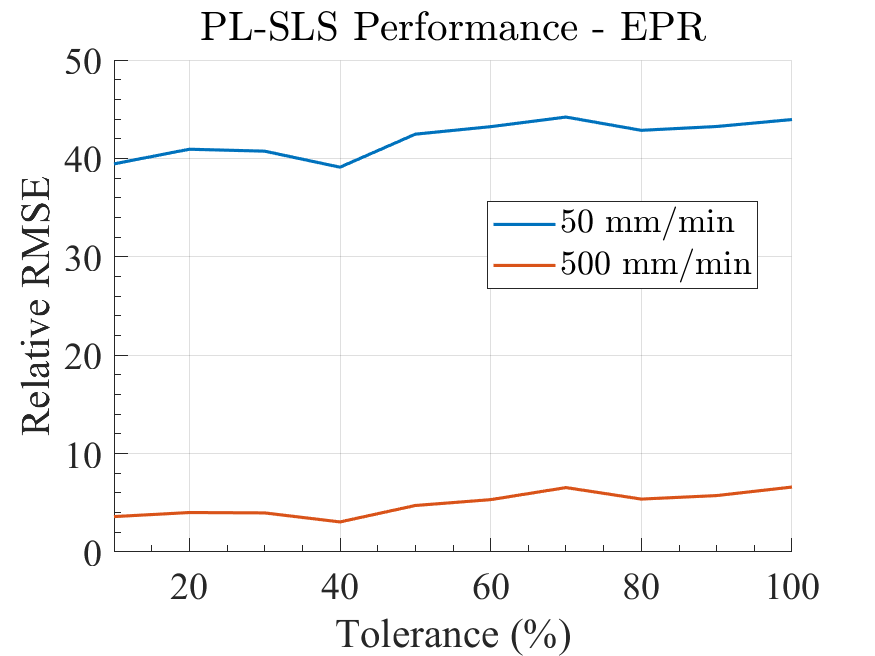 PL-SLS Performance - EPR
50
40
30
20
10
0
Relative RMSE
50 mm/min
500 mm/min
20 40 60 80 100
Tolerance (%)